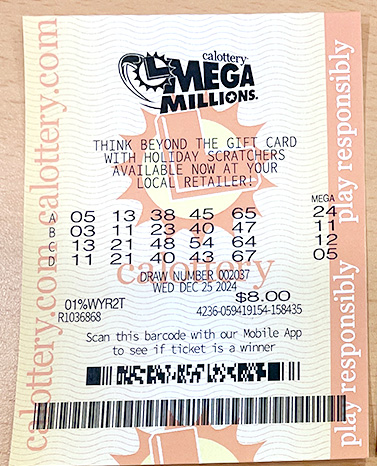 calottery
MEGA
MILLIONS.
THINK BEYOND THE GIFT CARD
WITH HOLIDAY SCRATCHERS
AVAILABLE NOW AT YOUR
LOCAL RETAILER!
MEGA
A 05 13 38 45 65 24
B 03 11 23 40 47 11
C 13 21 48 54 64 12
D 11 21 40 43 67 05
calottery
DRAW NUMBER 002037
WED DEC 25 2024
01%WYR2T $8.00
R1036868 4236-059419154-158435
Scan this barcode with our Mobile App
to see if ticket is a winner
calottery.com calottery.com
play responsibly
play responsibly